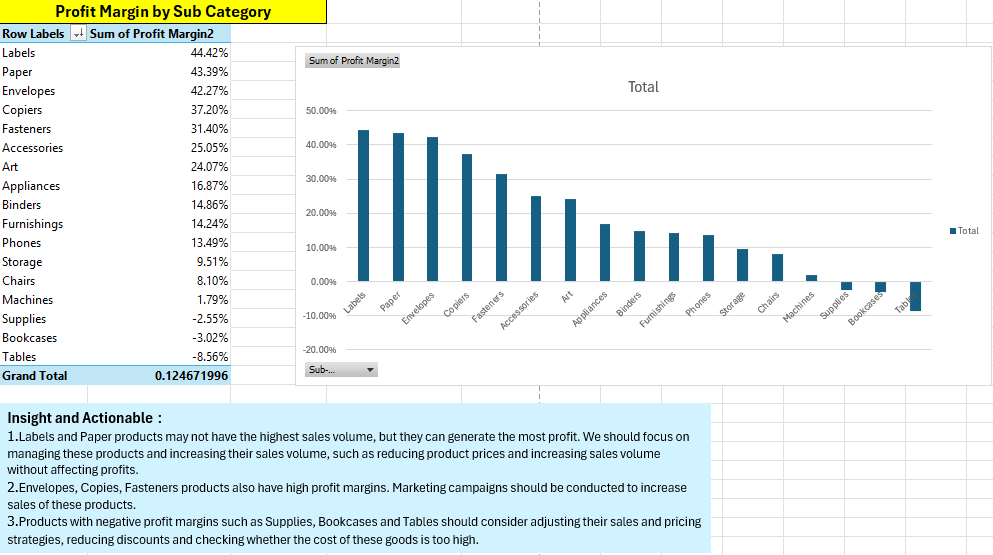 Profit Margin by Sub Category
Row Labels Sum of Profit Margin2
Labels 44.42%
Paper 43.39%
Envelopes 42.27%
Copiers 37.20%
Fasteners 31.40%
Accessories 25.05%
Art 24.07%
Appliances 16.87%
Binders 14.86%
Furnishings 14.24%
Phones 13.49%
Storage 9.51%
Chairs 8.10%
Machines 1.79%
Supplies -2.55%
Bookcases -3.02%
Tables -8.56%
Grand Total 0.124671996
Sum of Profit Margin2
Total
50.00%
40.00%
30.00%
20.00%
10.00%
0.00%
-10.00%
-20.00%
Labels
Paper
Envelopes
Copiers
Fasteners
Accessories
Art
Appliances
Binders
Furnishings
Phones
Storage
Chairs
Machines
Supplies
Bookcases
Tables
Total
Sub-...
Insight and Actionable :
1.Labels and Paper products may not have the highest sales volume, but they can generate the most profit. We should focus on
managing these products and increasing their sales volume, such as reducing product prices and increasing sales volume
without affecting profits.
2.Envelopes, Copies, Fasteners products also have high profit margins. Marketing campaigns should be conducted to increase
sales of these products.
3.Products with negative profit margins such as Supplies, Bookcases and Tables should consider adjusting their sales and pricing
strategies, reducing discounts and checking whether the cost of these goods is too high.